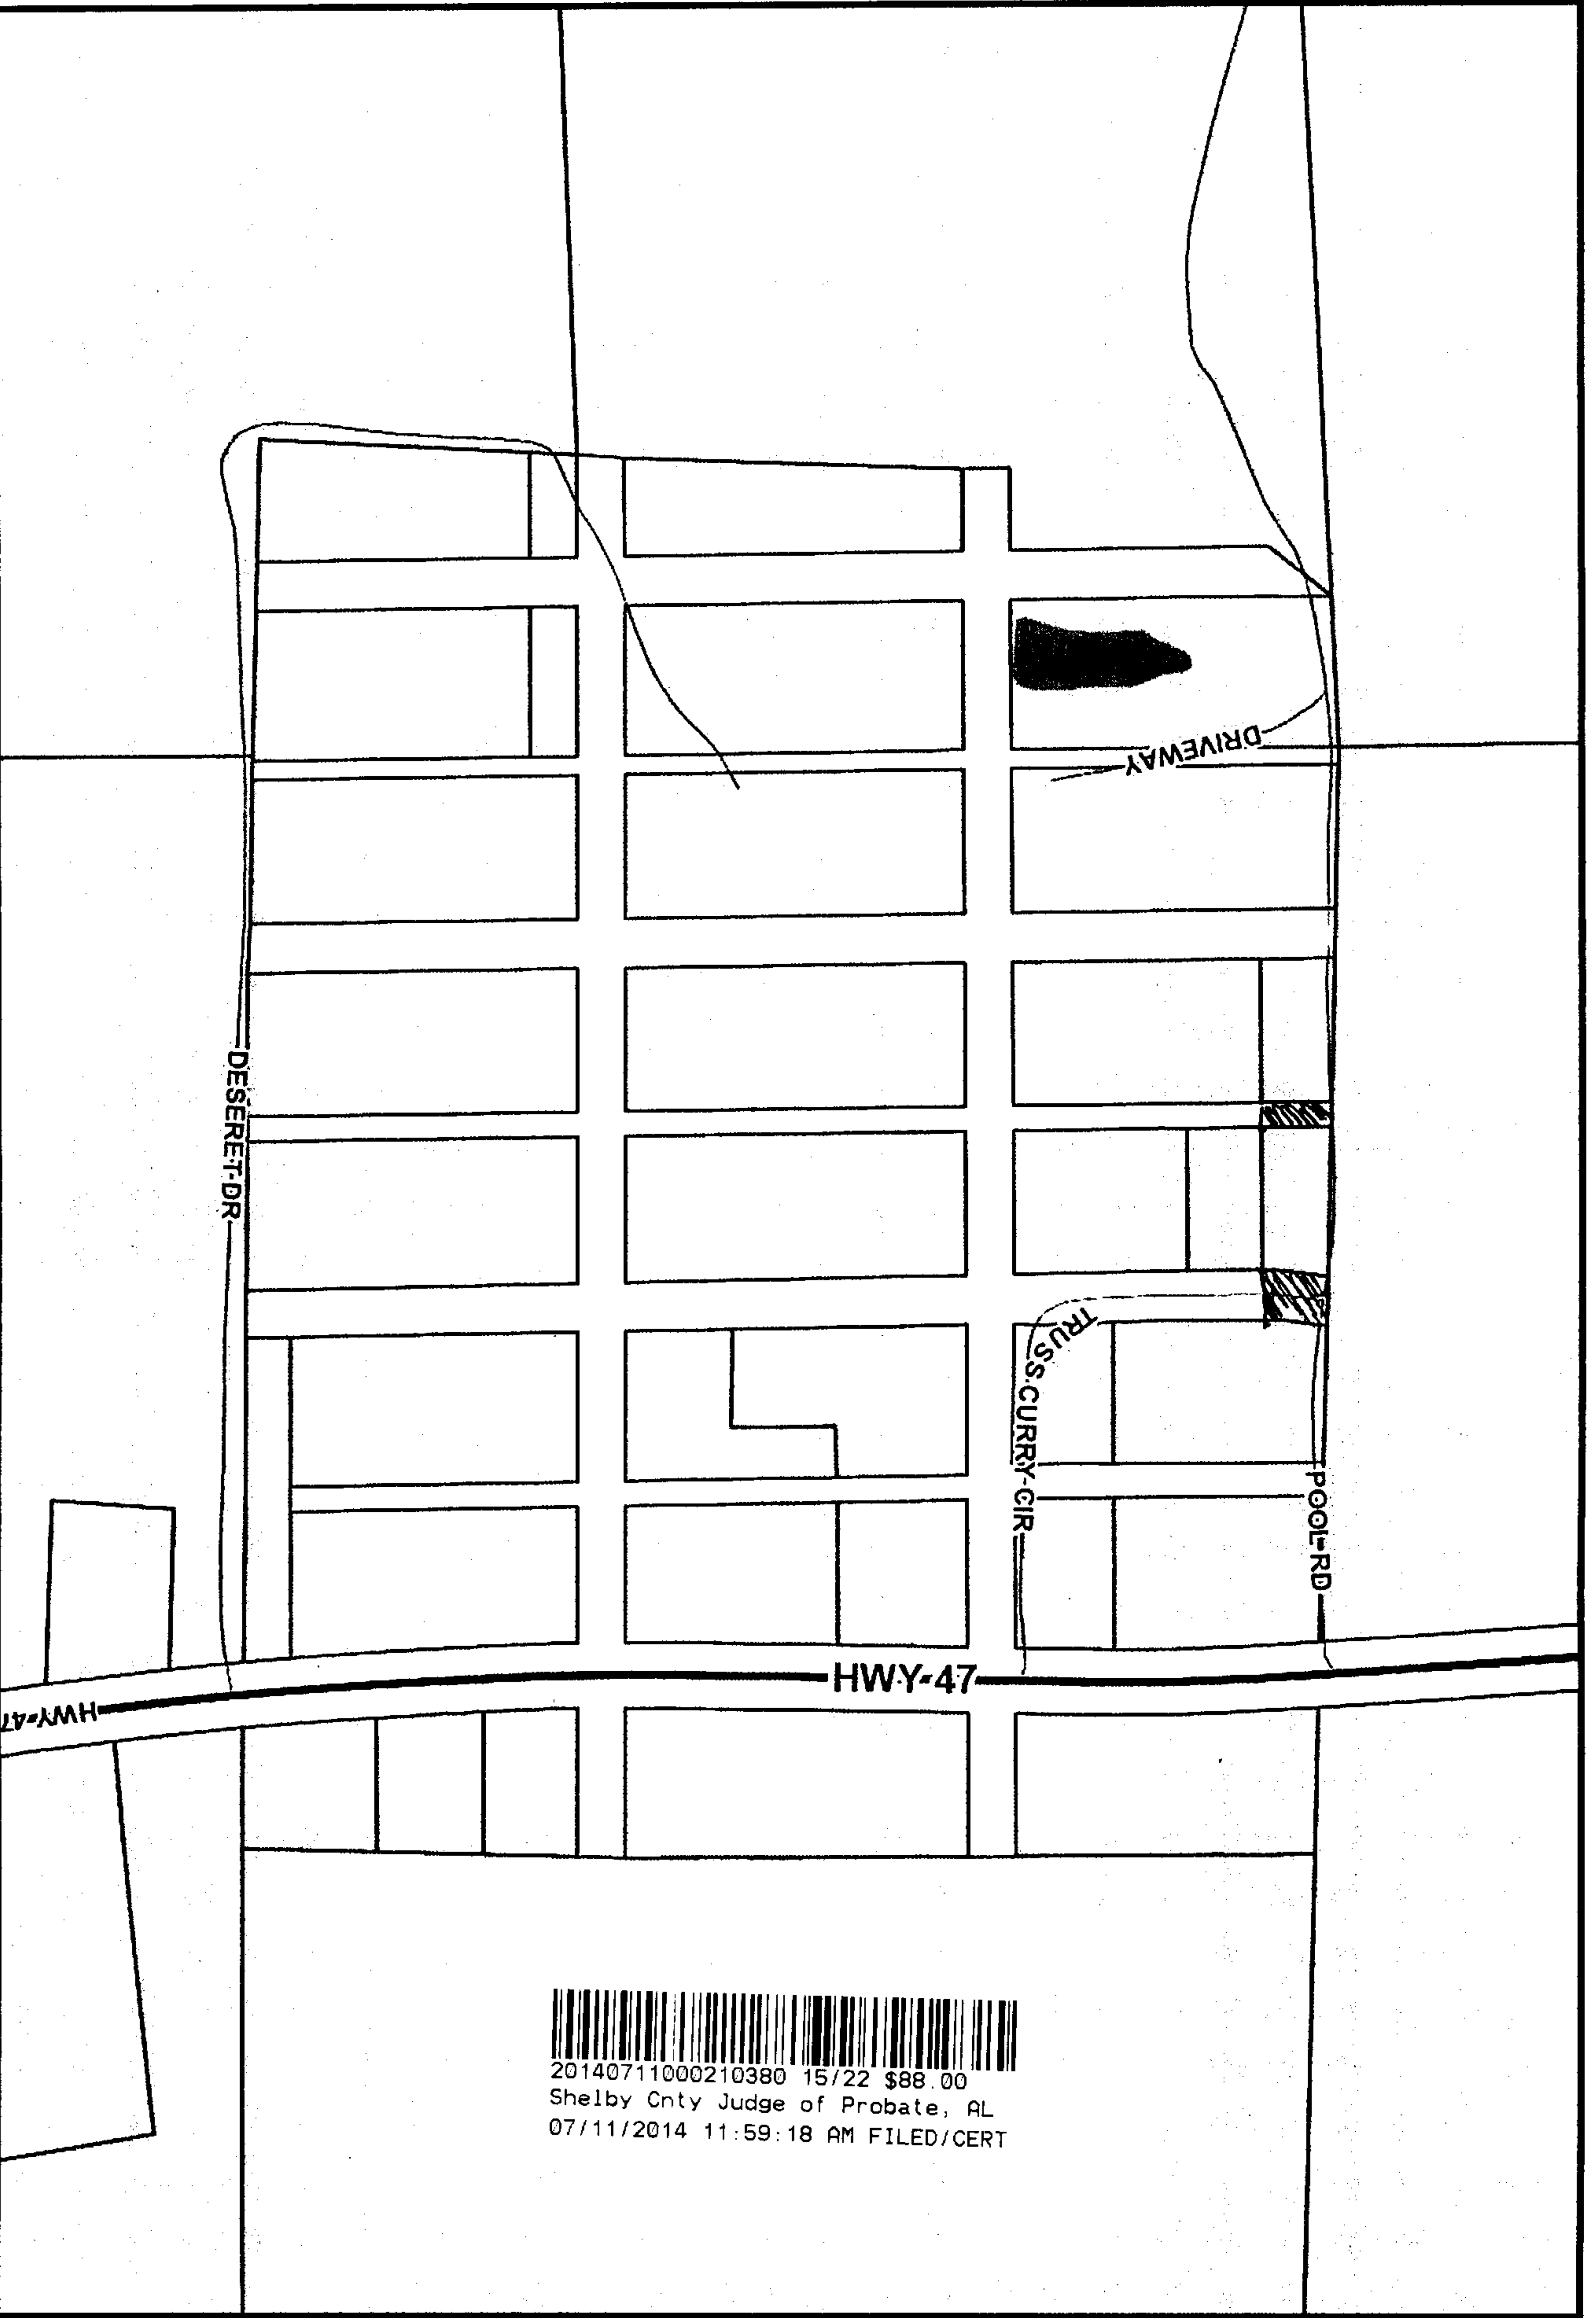 DRIVEWAY
DESERET-DR
TRUSS-CURRY-CIR
POOL-RD
HWY-47
HWY-47
20140711000210380 15/22 $88.00
Shelby Cnty Judge of Probate, AL
07/11/2014 11:59:18 AM FILED/CERT